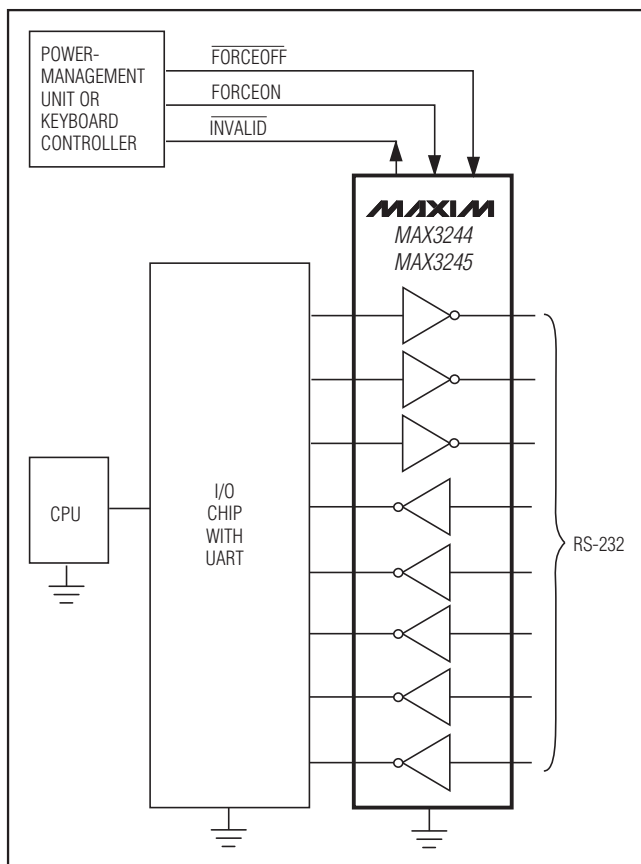 POWER-
MANAGEMENT
UNIT OR
KEYBOARD
CONTROLLER
FORCEOFF
FORCEON
INVALID
MAXIM
MAX3244
MAX3245
CPU
I/O
CHIP
WITH
UART
RS-232